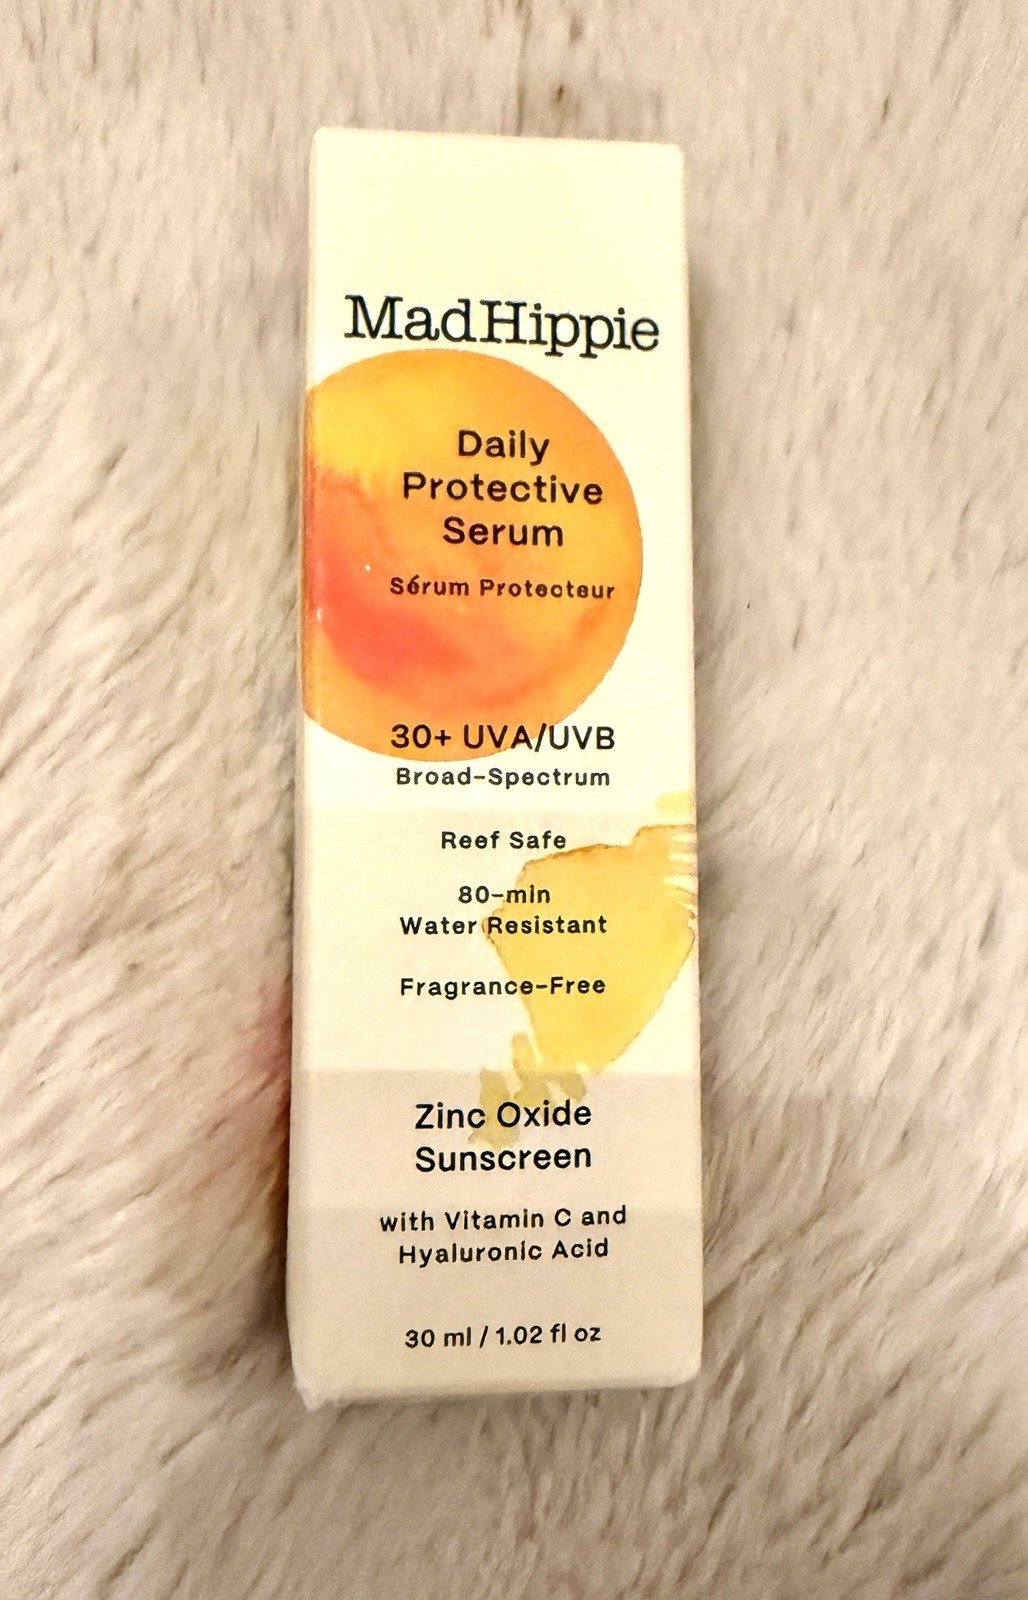 MadHippie
Daily
Protective
Serum
Sérum Protecteur
30+ UVA/UVB
Broad-Spectrum
Reef Safe
80-min
Water Resistant
Fragrance-Free
Zinc Oxide
Sunscreen
with Vitamin C and
Hyaluronic Acid
30 ml / 1.02 fl oz